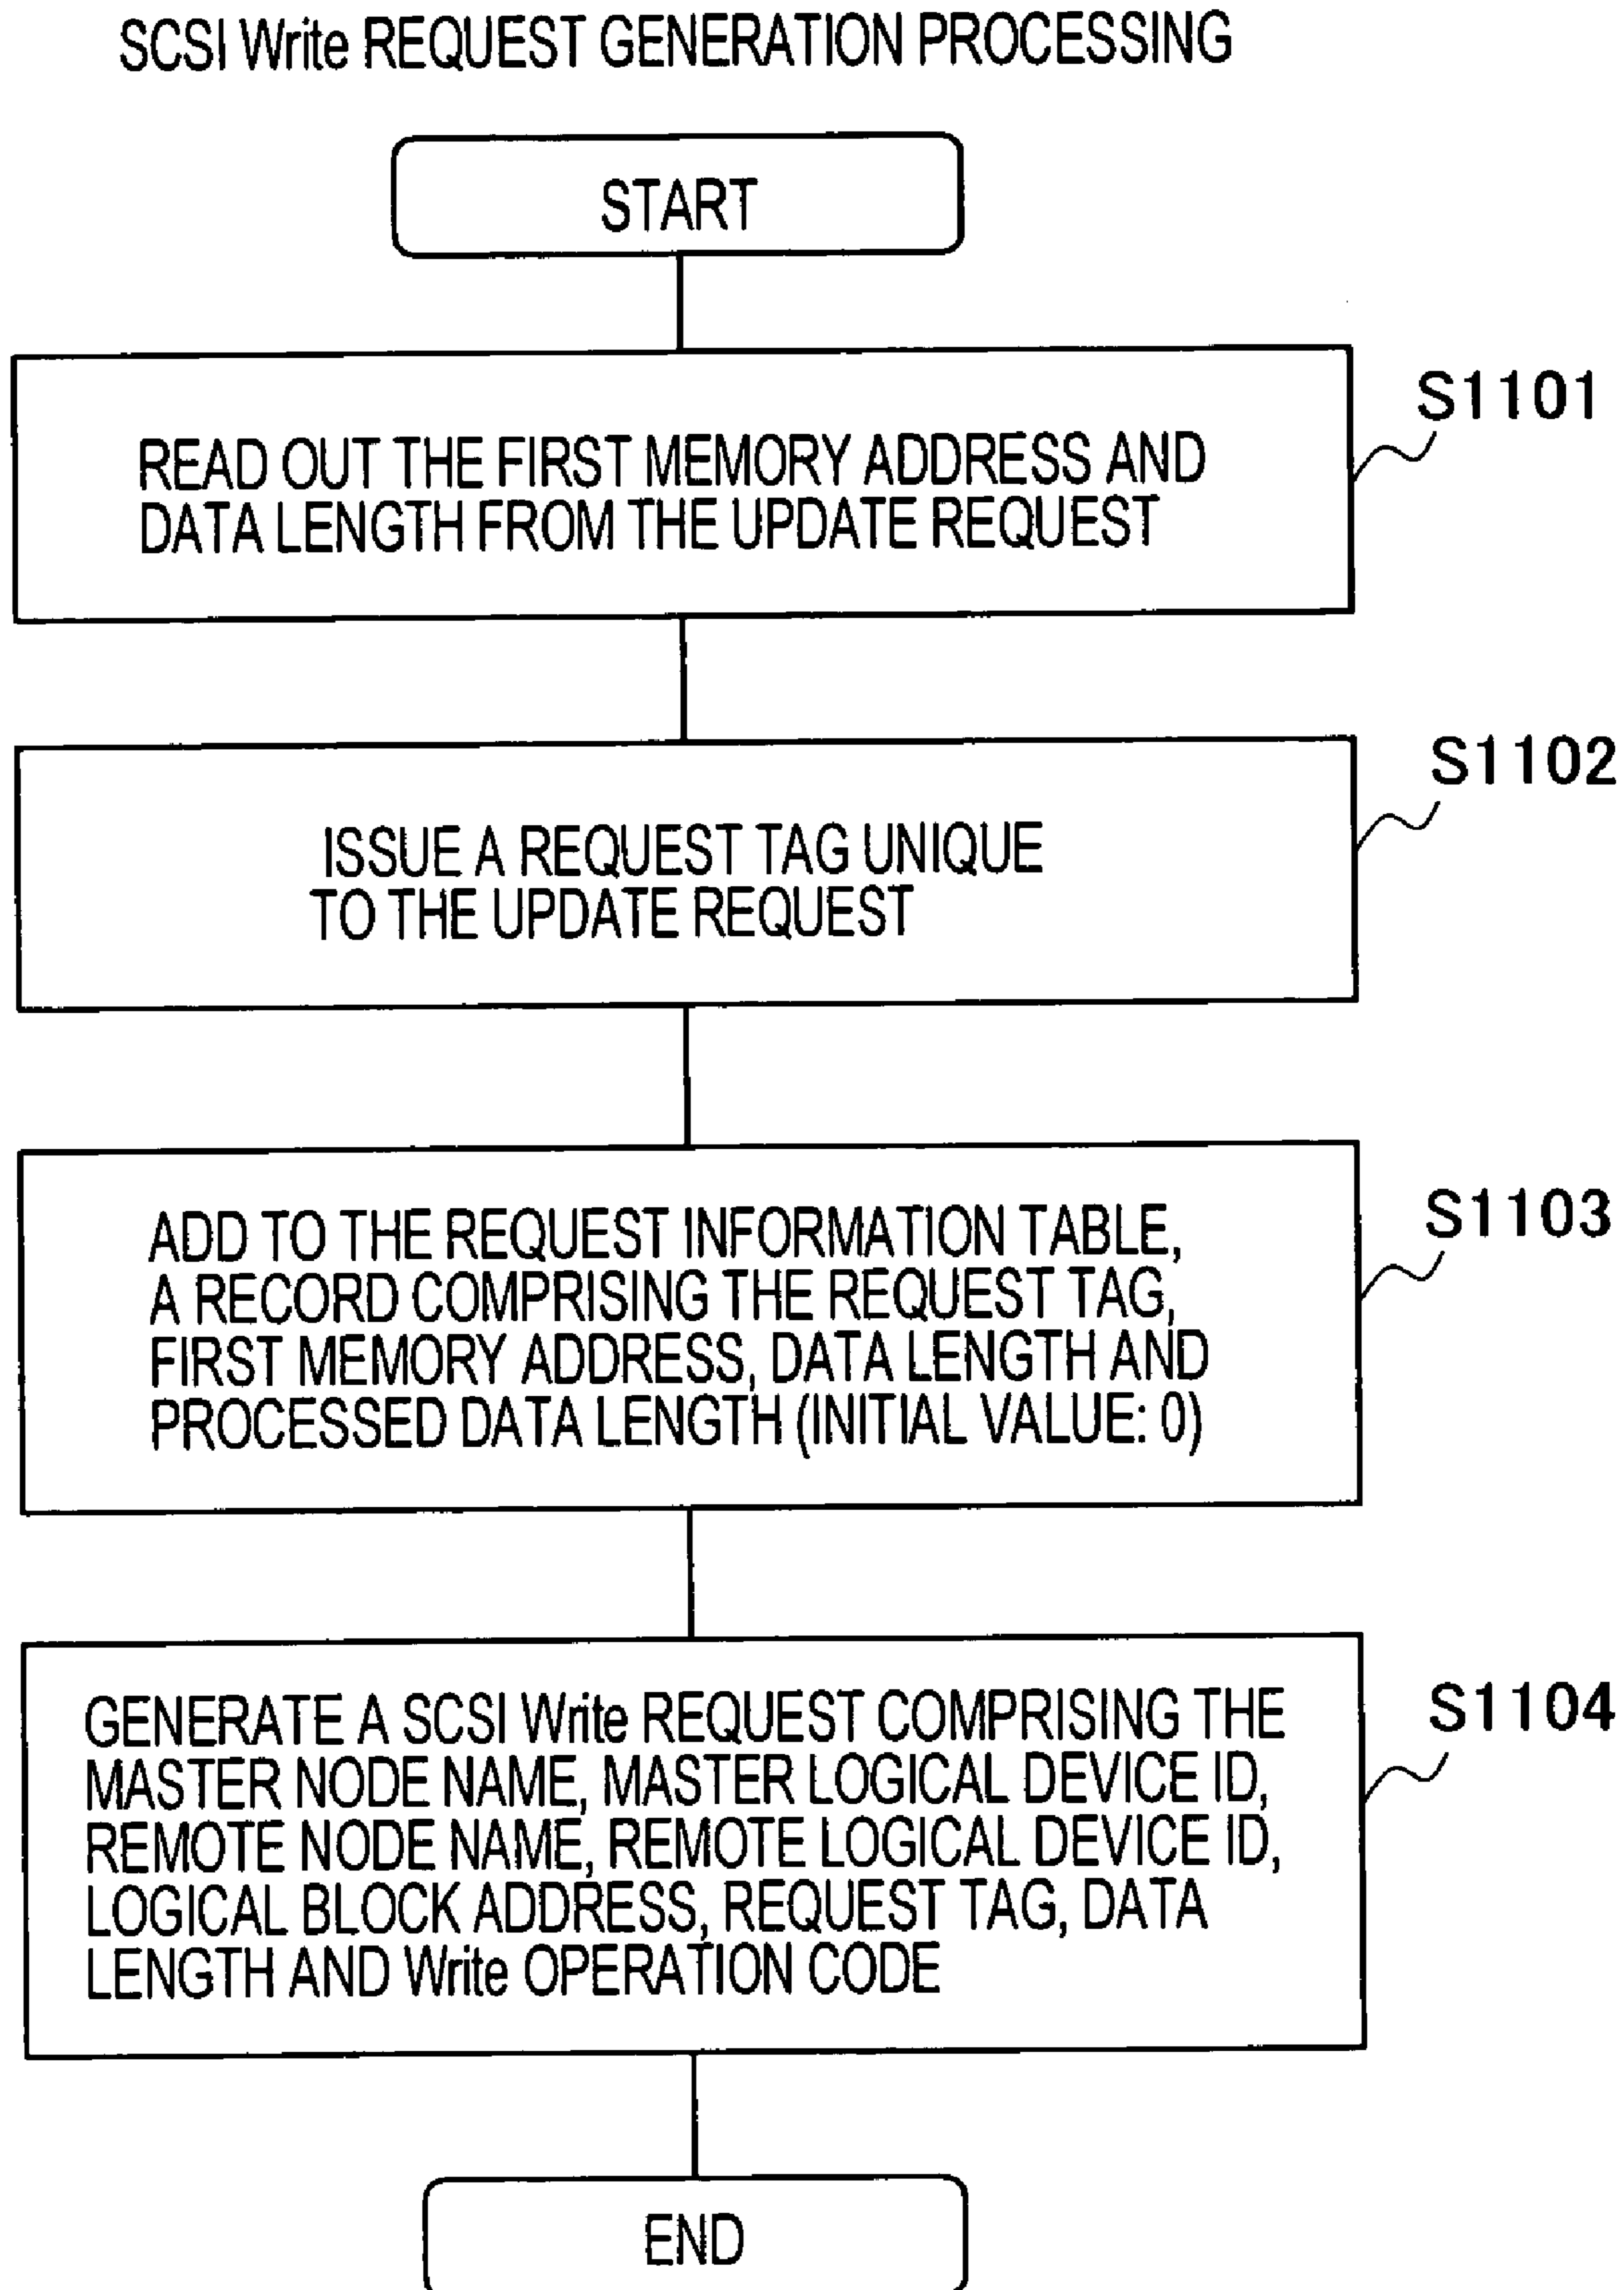 SCSI Write REQUEST GENERATION PROCESSING
START
READ OUT THE FIRST MEMORY ADDRESS AND
DATA LENGTH FROM THE UPDATE REQUEST
S1101
ISSUE A REQUEST TAG UNIQUE
TO THE UPDATE REQUEST
S1102
ADD TO THE REQUEST INFORMATION TABLE,
A RECORD COMPRISING THE REQUEST TAG,
FIRST MEMORY ADDRESS, DATA LENGTH AND
PROCESSED DATA LENGTH (INITIAL VALUE: 0)
S1103
GENERATE A SCSI Write REQUEST COMPRISING THE
MASTER NODE NAME, MASTER LOGICAL DEVICE ID,
REMOTE NODE NAME, REMOTE LOGICAL DEVICE ID,
LOGICAL BLOCK ADDRESS, REQUEST TAG, DATA
LENGTH AND Write OPERATION CODE
S1104
END